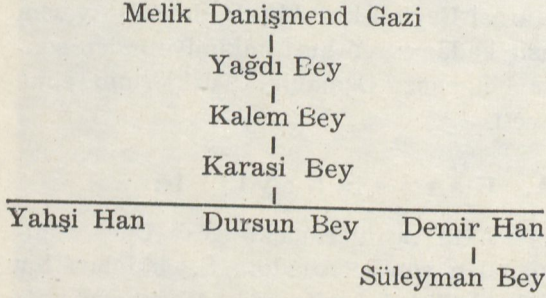 Melik Danişmend Gazi
Yağdı Bey
Kalem Bey
Karasi Bey
Yahşi Han Dursun Bey Demir Han
Süleyman Bey